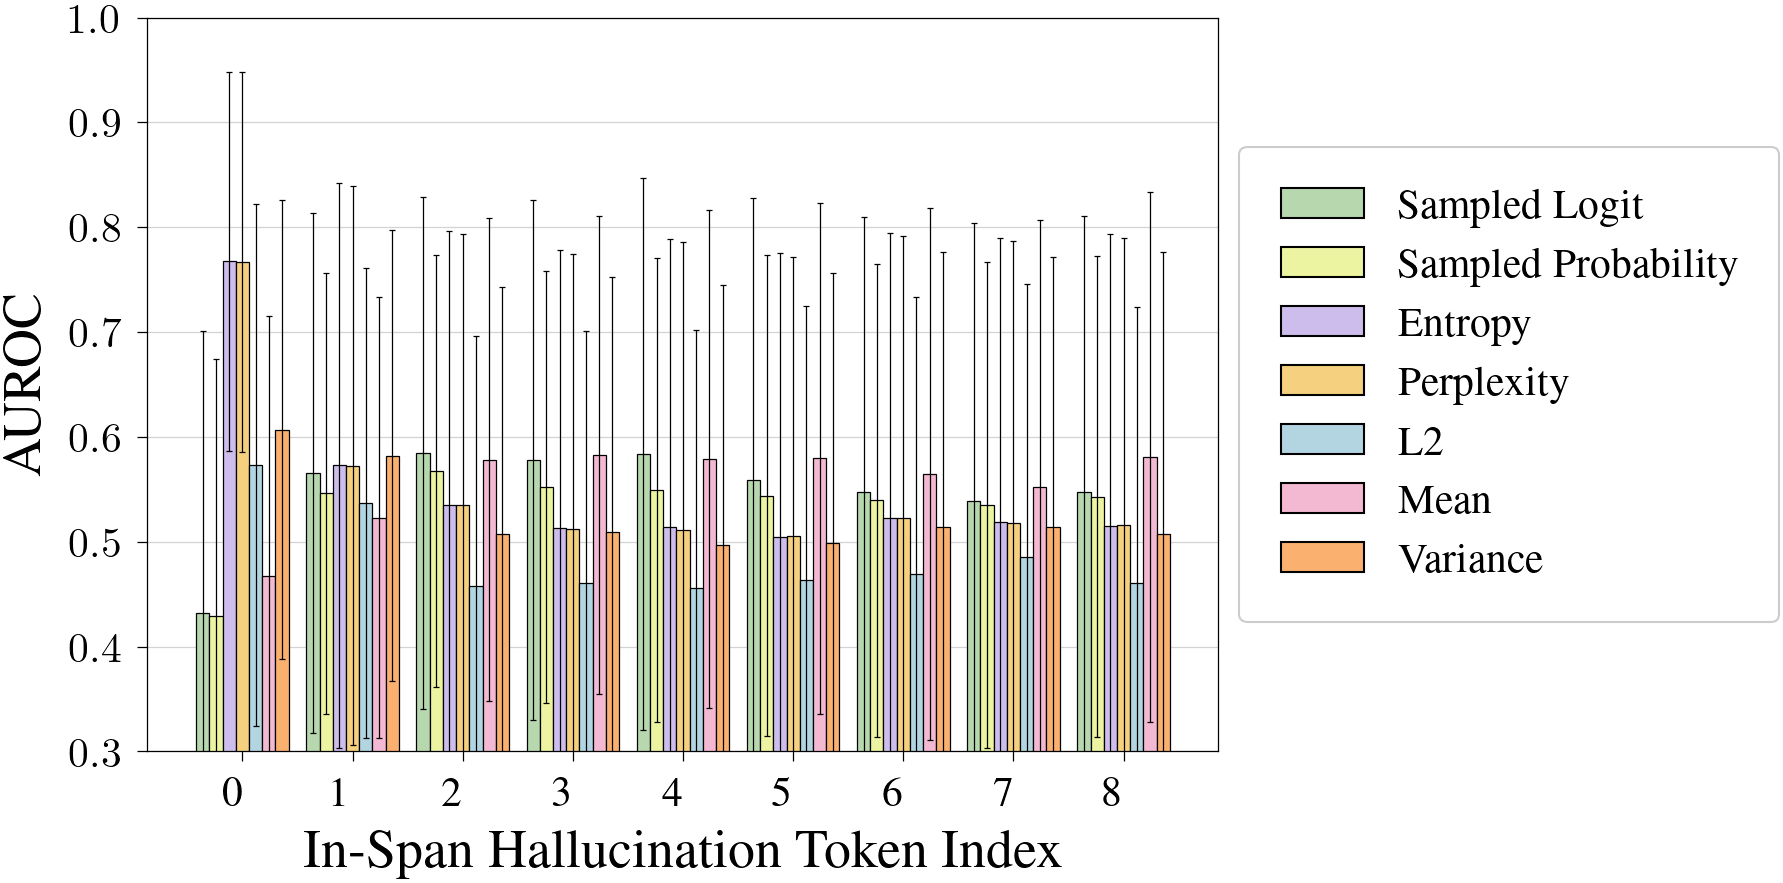 1.0
0.9
0.8
0.7
0.6
0.5
0.4
0.3
AUROC
0 1 2 3 4 5 6 7 8
In-Span Hallucination Token Index
Sampled Logit
Sampled Probability
Entropy
Perplexity
L2
Mean
Variance